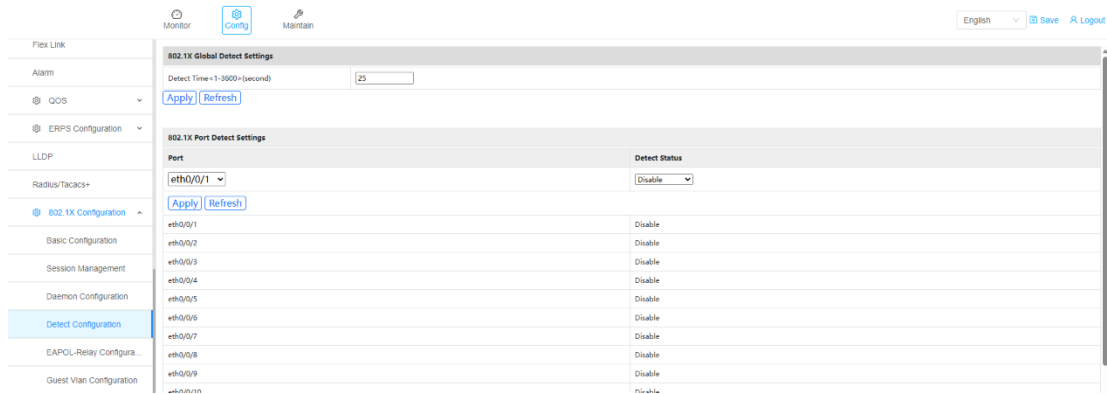 Monitor Config Maintain English Save Logout
Flex Link
Alarm
QOS
ERPS Configuration
LLDP
Radius/Tacacs+
802.1X Configuration
Basic Configuration
Session Management
Daemon Configuration
Detect Configuration
EAPOL-Relay Configura...
Guest Vlan Configuration
802.1X Global Detect Settings
Detect Time<1-3600>(second) 25
Apply Refresh
802.1X Port Detect Settings
Port Detect Status
eth0/0/1 Disable
Apply Refresh
eth0/0/1 Disable
eth0/0/2 Disable
eth0/0/3 Disable
eth0/0/4 Disable
eth0/0/5 Disable
eth0/0/6 Disable
eth0/0/7 Disable
eth0/0/8 Disable
eth0/0/9 Disable
eth0/0/10 Disable